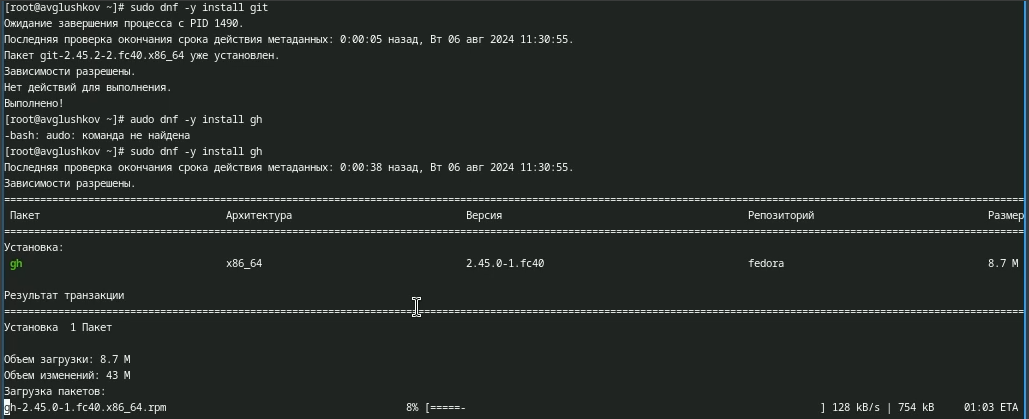 [root@avglushkov ~]# sudo dnf -y install git
Ожидание завершения процесса с PID 1490.
Последняя проверка окончания срока действия метаданных: 0:00:05 назад, Вт 06 авг 2024 11:30:55.
Пакет git-2.45.2-2.fc40.x86_64 уже установлен.
Зависимости разрешены.
Нет действий для выполнения.
Выполнено!
[root@avglushkov ~]# audo dnf -y install gh
-bash: audo: команда не найдена
[root@avglushkov ~]# sudo dnf -y install gh
Последняя проверка окончания срока действия метаданных: 0:00:38 назад, Вт 06 авг 2024 11:30:55.
Зависимости разрешены.
Пакет Архитектура Версия Репозиторий Размер
Установка:
gh x86_64 2.45.0-1.fc40 fedora 8.7 M
Результат транзакции
Установка 1 Пакет
Объем загрузки: 8.7 M
Объем изменений: 43 M
Загрузка пакетов:
gh-2.45.0-1.fc40.x86_64.rpm 8% [=====- ] 128 kB/s | 754 kB 01:03 ETA